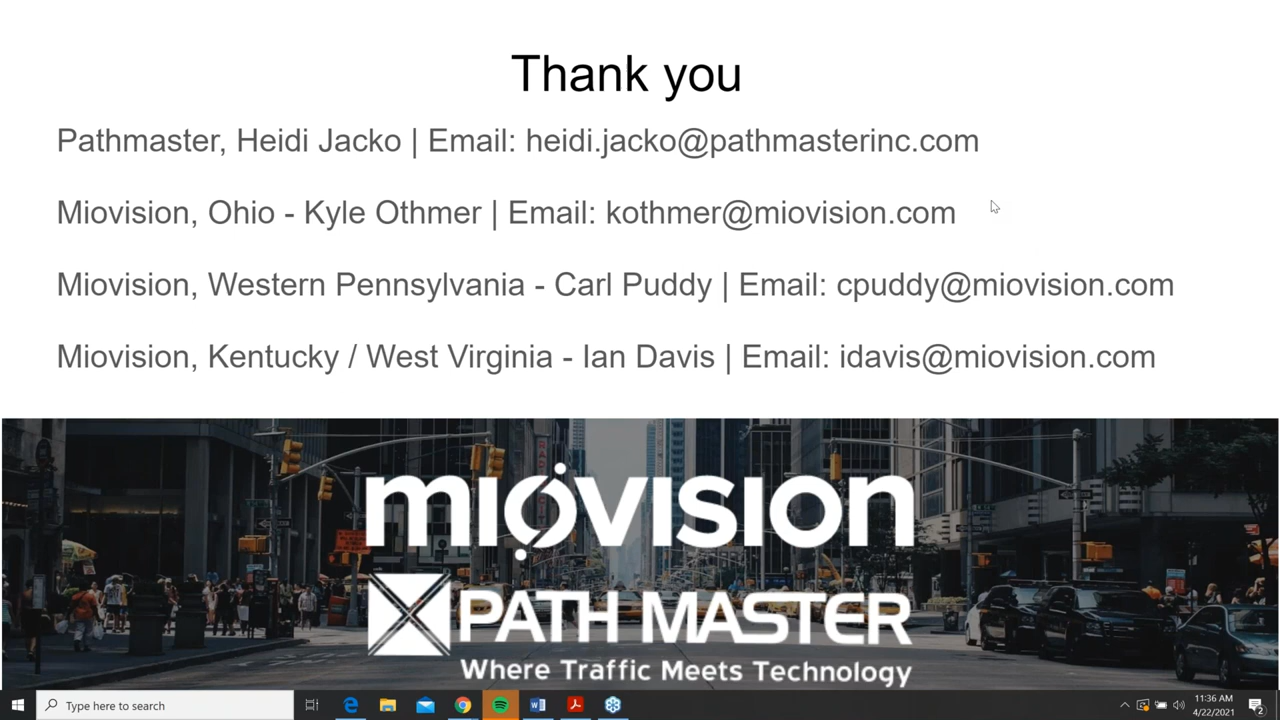 Thank you
Pathmaster, Heidi Jacko | Email: heidi.jacko@pathmasterinc.com
Miovision, Ohio - Kyle Othmer | Email: kothmer@miovision.com
Miovision, Western Pennsylvania - Carl Puddy | Email: cpuddy@miovision.com
Miovision, Kentucky / West Virginia - Ian Davis | Email: idavis@miovision.com
miovision
PATH MASTER
Where Traffic Meets Technology
Type here to search
11:36 AM
4/22/2021
2